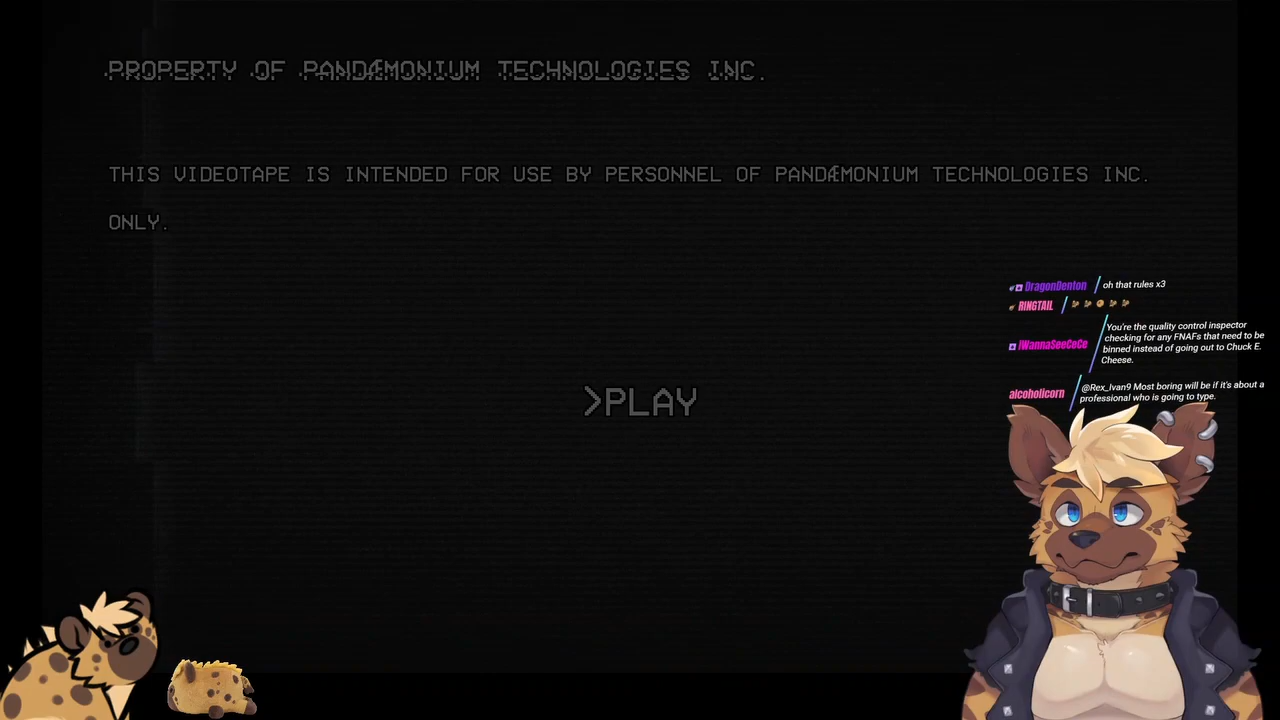 PROPERTY OF PANDÆMONIUM TECHNOLOGIES INC.
THIS VIDEOTAPE IS INTENDED FOR USE BY PERSONNEL OF PANDÆMONIUM TECHNOLOGIES INC.
ONLY.
>PLAY
DragonDenton / oh that rules x3
RINGTAIL /
IWannaSeeCeCe / You're the quality control inspector
checking for any FNAFs that need to be
binned instead of going out to Chuck E.
Cheese.
alcoholicorn / @Rex_Ivan9 Most boring will be if it's about a
professional who is going to type.